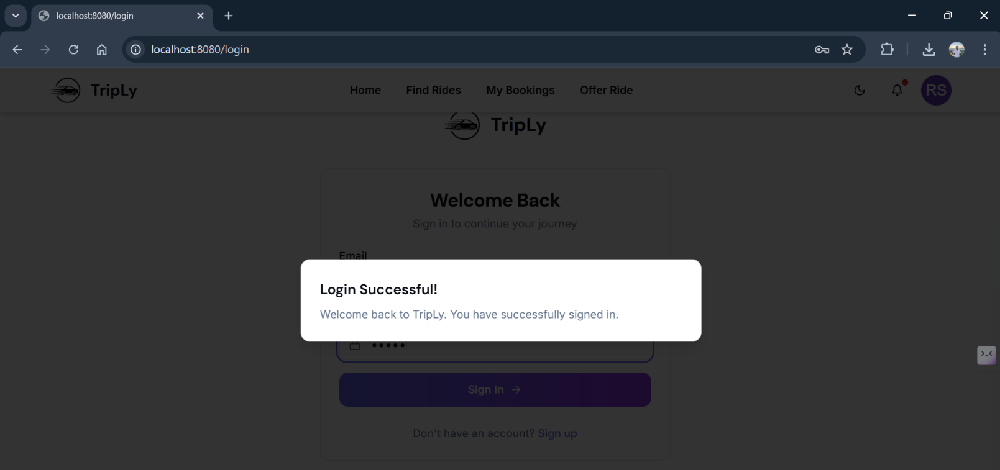 localhost:8080/login
localhost:8080/login
TripLy
Home
Find Rides
My Bookings
Offer Ride
RS
TripLy
Welcome Back
Sign in to continue your journey
Email
Login Successful!
Welcome back to TripLy. You have successfully signed in.
Sign In →
Don't have an account? Sign up